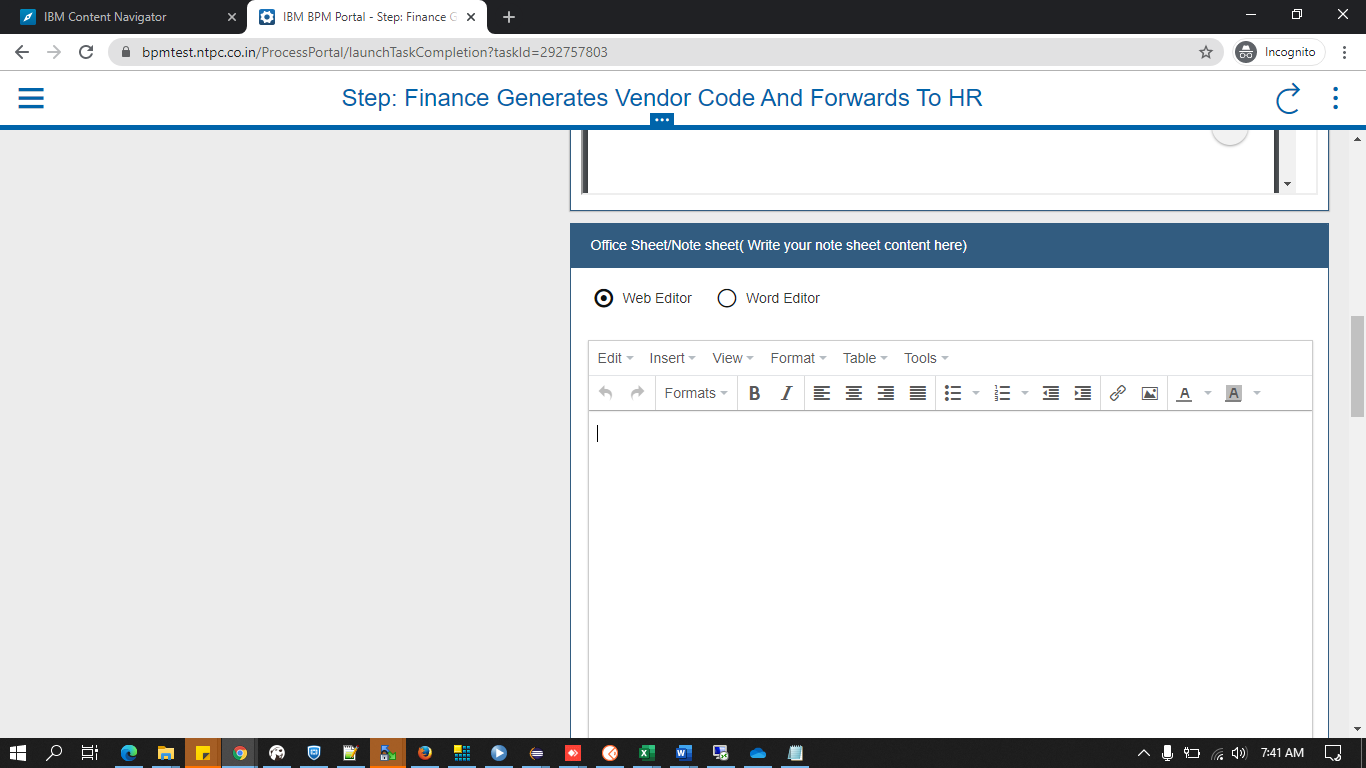 IBM Content Navigator
IBM BPM Portal - Step: Finance G
bpmtest.ntpc.co.in/ProcessPortal/launchTaskCompletion?taskId=292757803
Incognito
Step: Finance Generates Vendor Code And Forwards To HR
Office Sheet/Note sheet( Write your note sheet content here)
Web Editor Word Editor
Edit Insert View Format Table Tools
Formats B I A A
7:41 AM